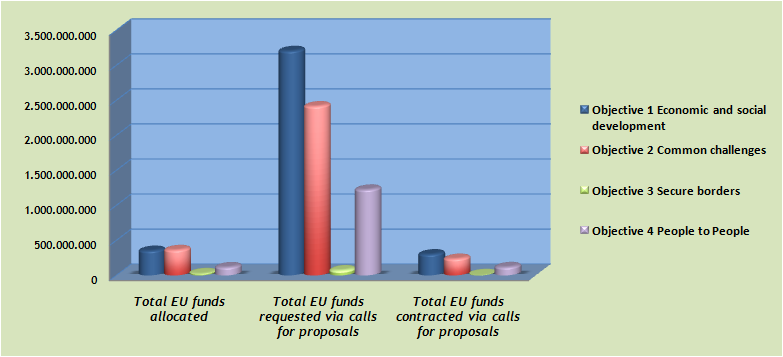 3.500.000.000
3.000.000.000
2.500.000.000
2.000.000.000
1.500.000.000
1.000.000.000
500.000.000
0
Total EU funds
allocated
Total EU funds
requested via calls
for proposals
Total EU funds
contracted via calls
for proposals
Objective 1 Economic and social
development
Objective 2 Common challenges
Objective 3 Secure borders
Objective 4 People to People